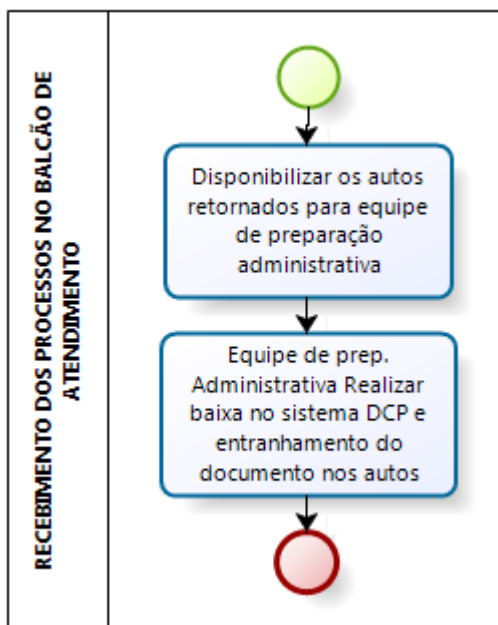 RECEBIMENTO DOS PROCESSOS NO BALCÃO DE
ATENDIMENTO
Disponibilizar os autos
retornados para equipe
de preparação
administrativa
Equipe de prep.
Administrativa Realizar
baixa no sistema DCP e
entranhamento do
documento nos autos